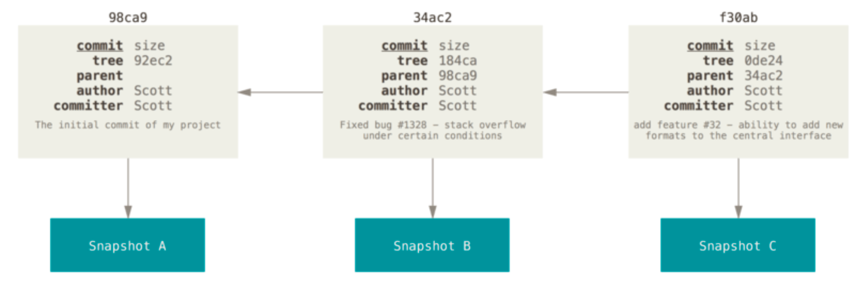 98ca9
commit size
tree 92ec2
parent
author Scott
committer Scott
The initial commit of my project
Snapshot A
34ac2
commit size
tree 184ca
parent 98ca9
author Scott
committer Scott
Fixed bug #1328 – stack overflow
under certain conditions
Snapshot B
f30ab
commit size
tree 0de24
parent 34ac2
author Scott
committer Scott
add feature #32 – ability to add new
formats to the central interface
Snapshot C